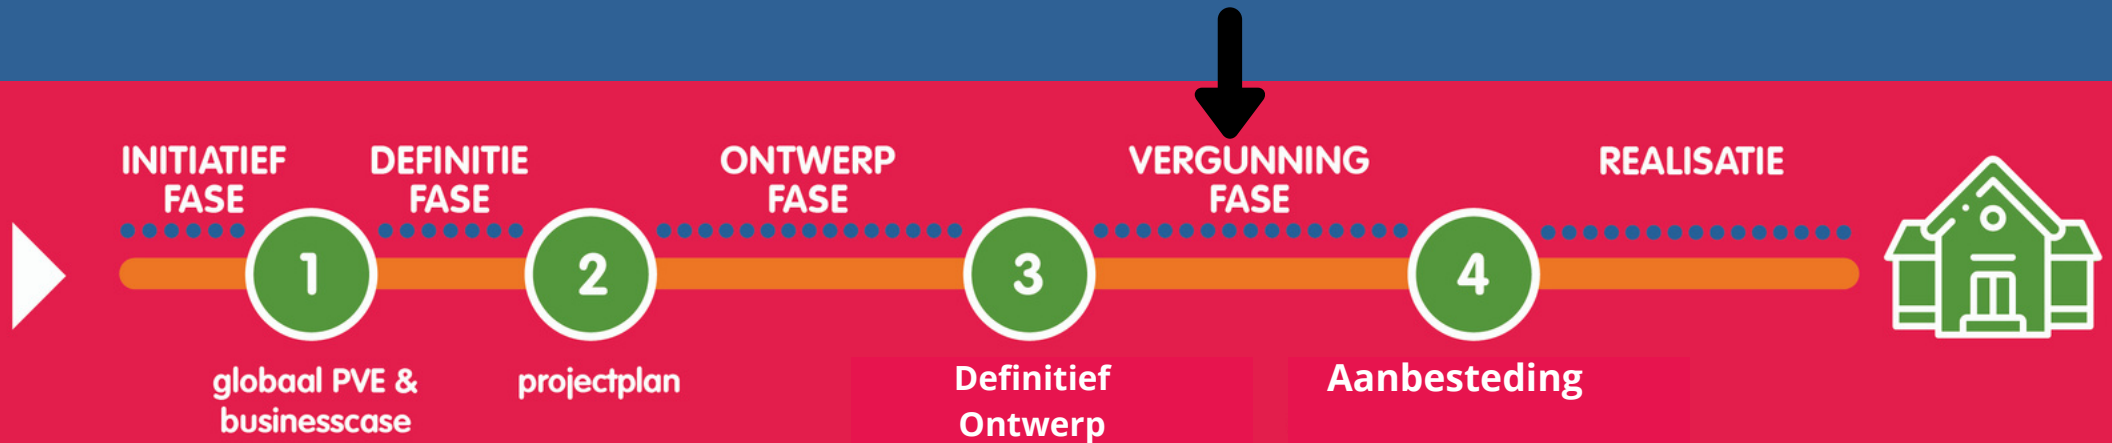 INITIATIEF
FASE
DEFINITIE
FASE
ONTWERP
FASE
VERGUNNING
FASE
REALISATIE
1
2
3
4
globaal PVE &
businesscase
projectplan
Definitief
Ontwerp
Aanbesteding